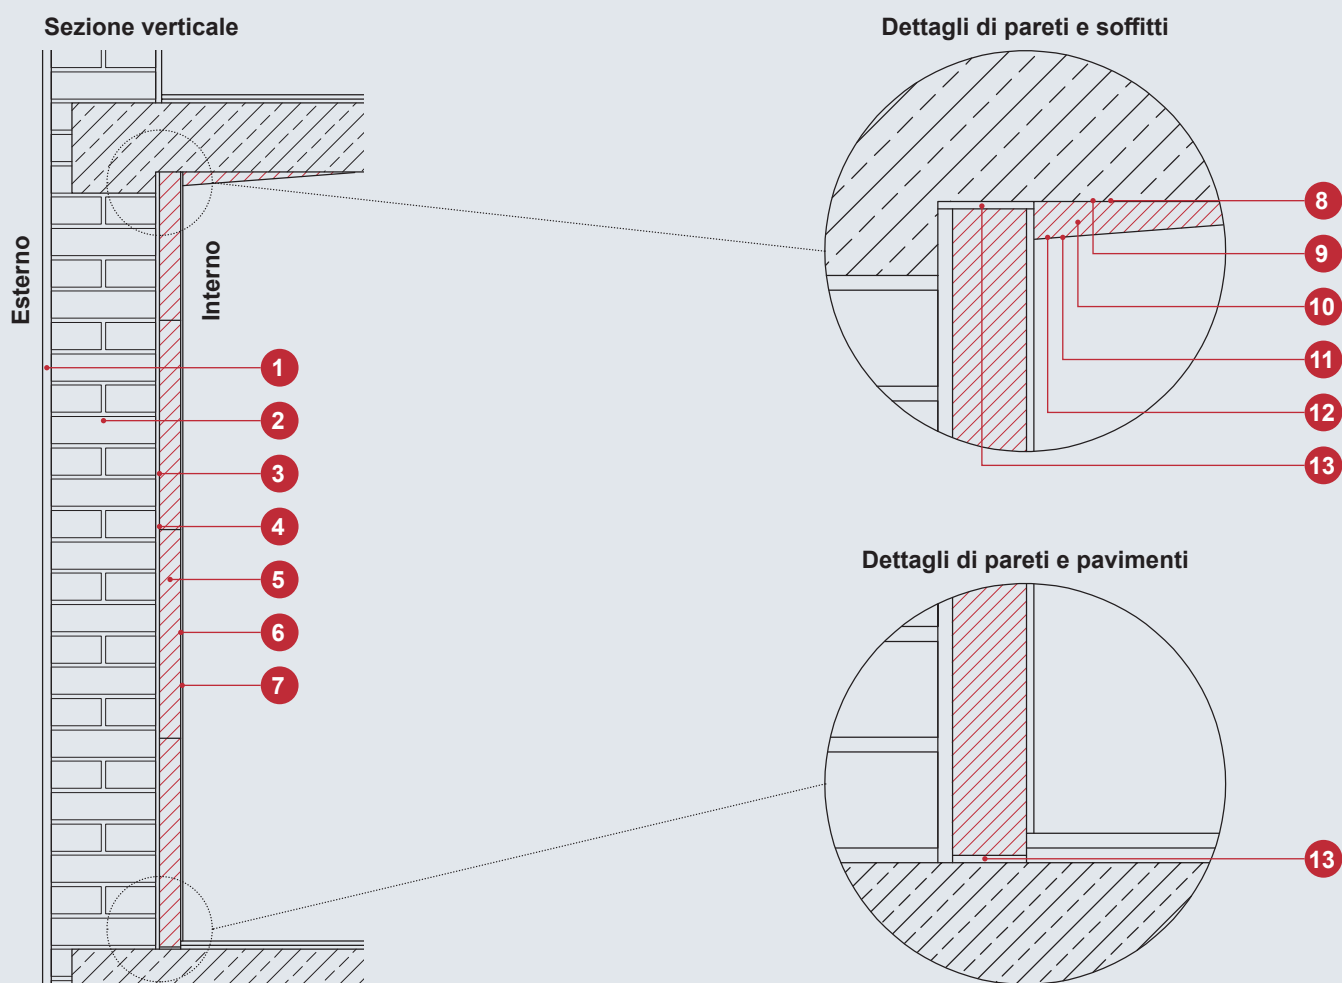 Sezione verticale
Esterno
Interno
1
2
3
4
5
6
7
Dettagli di pareti e soffitti
8
9
10
11
12
13
Dettagli di pareti e pavimenti
13